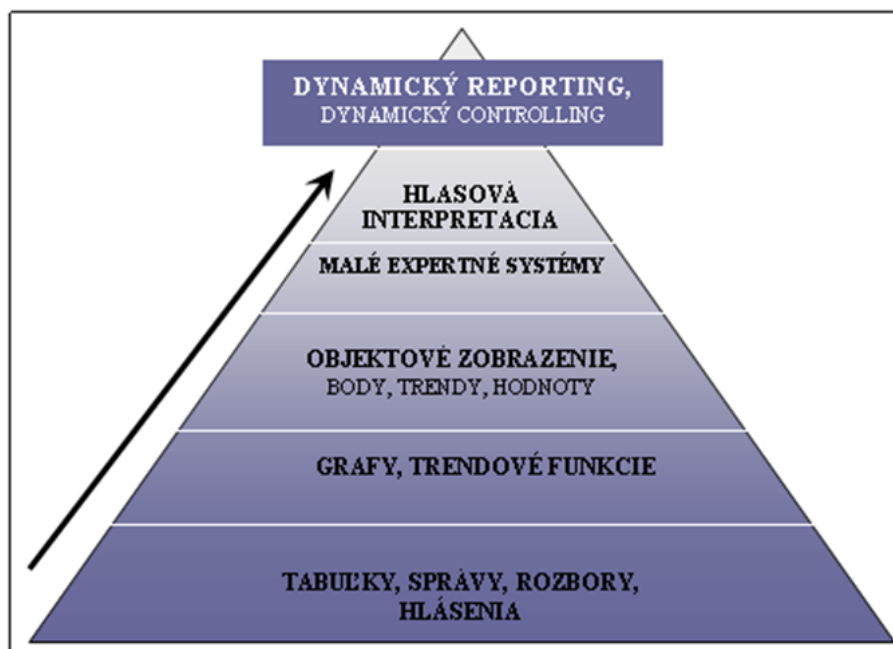 DYNAMICKÝ REPORTING,
DYNAMICKÝ CONTROLLING
HLASOVÁ
INTERPRETACIA
MALÉ EXPERTNÉ SYSTÉMY
OBJEKTOVÉ ZOBRAZENIE,
BODY, TRENDY, HODNOTY
GRAFY, TRENDOVÉ FUNKCIE
TABUĽKY, SPRÁVY, ROZBORY,
HLÁSENIA